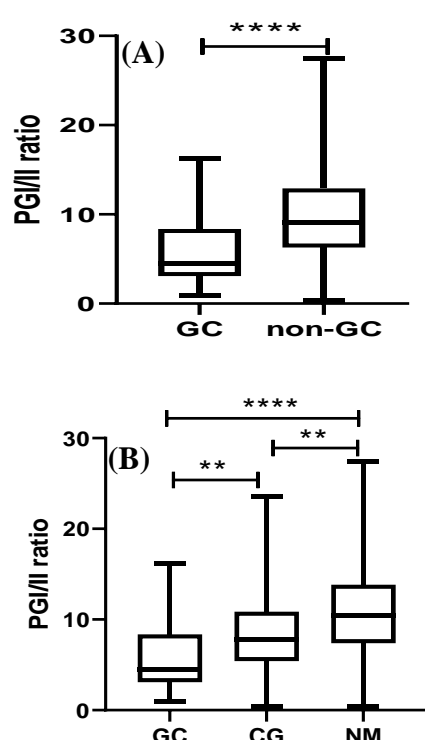 (A)
****
30
20
10
0
PGI/II ratio
GC non-GC
(B)
****
**
**
30
20
10
0
PGI/II ratio
GC CG NM